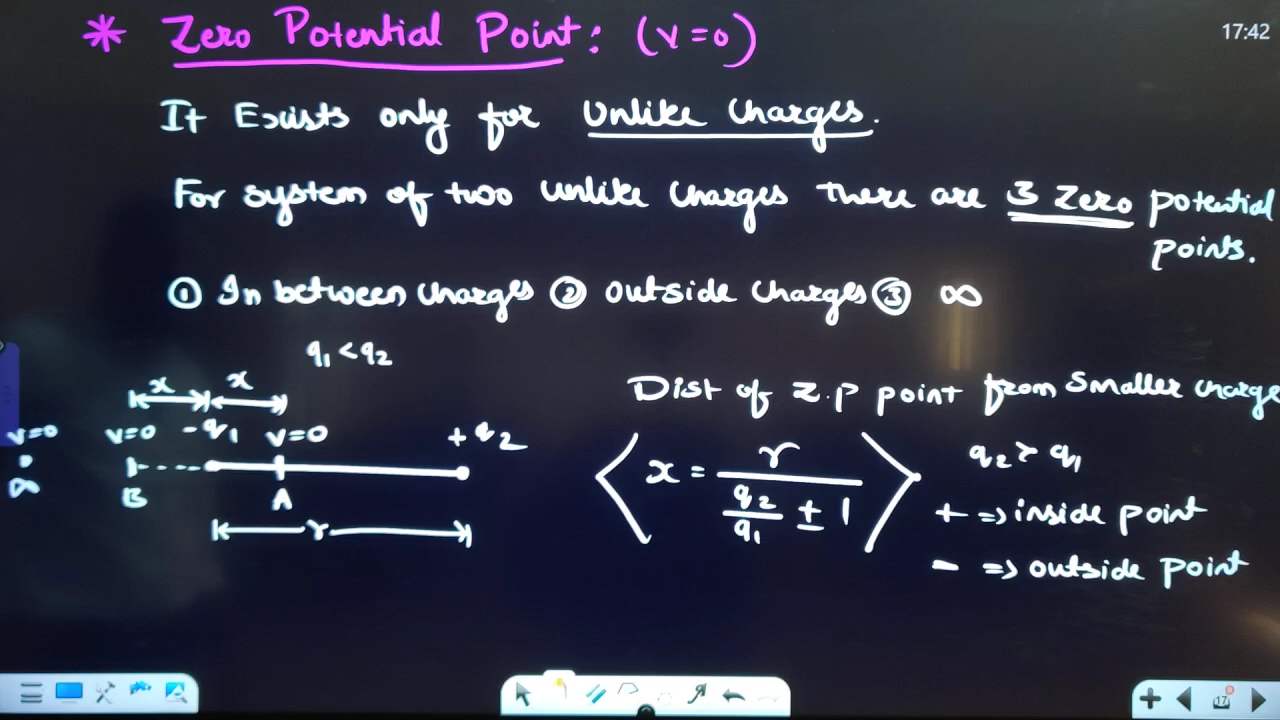 * Zero Potential Point: (v=0)
17:42
It Exists only for Unlike Charges.
For system of two unlike charges there are 3 Zero potential points.
① In between charges ② outside charges ③ ∞
q1 < q2
x x
Dist of Z.P point from smaller charge
v=0 v=0 -q1 v=0 +q2
∞ B A
r
x = r / (q2/q1 ± 1)
q2 > q1
+ => inside point
- => outside point
17